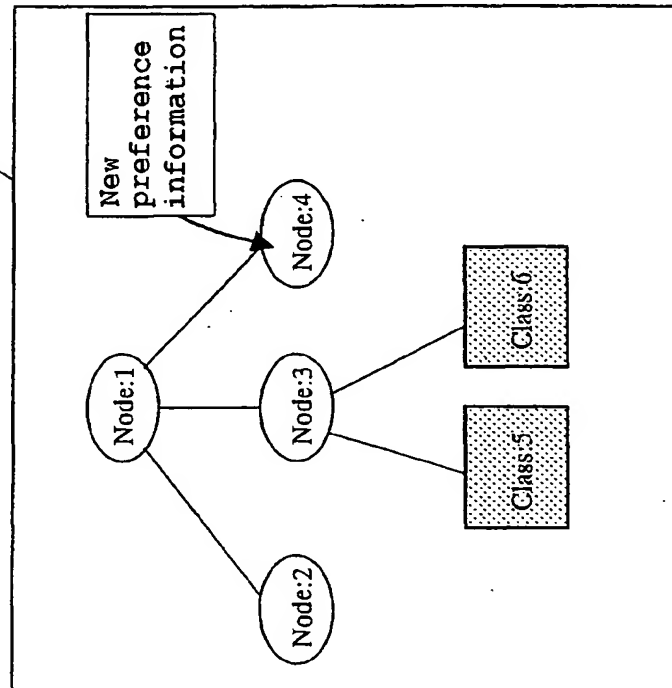 New
preference
information
Node:1
Node:2
Node:3
Node:4
Class:5
Class:6